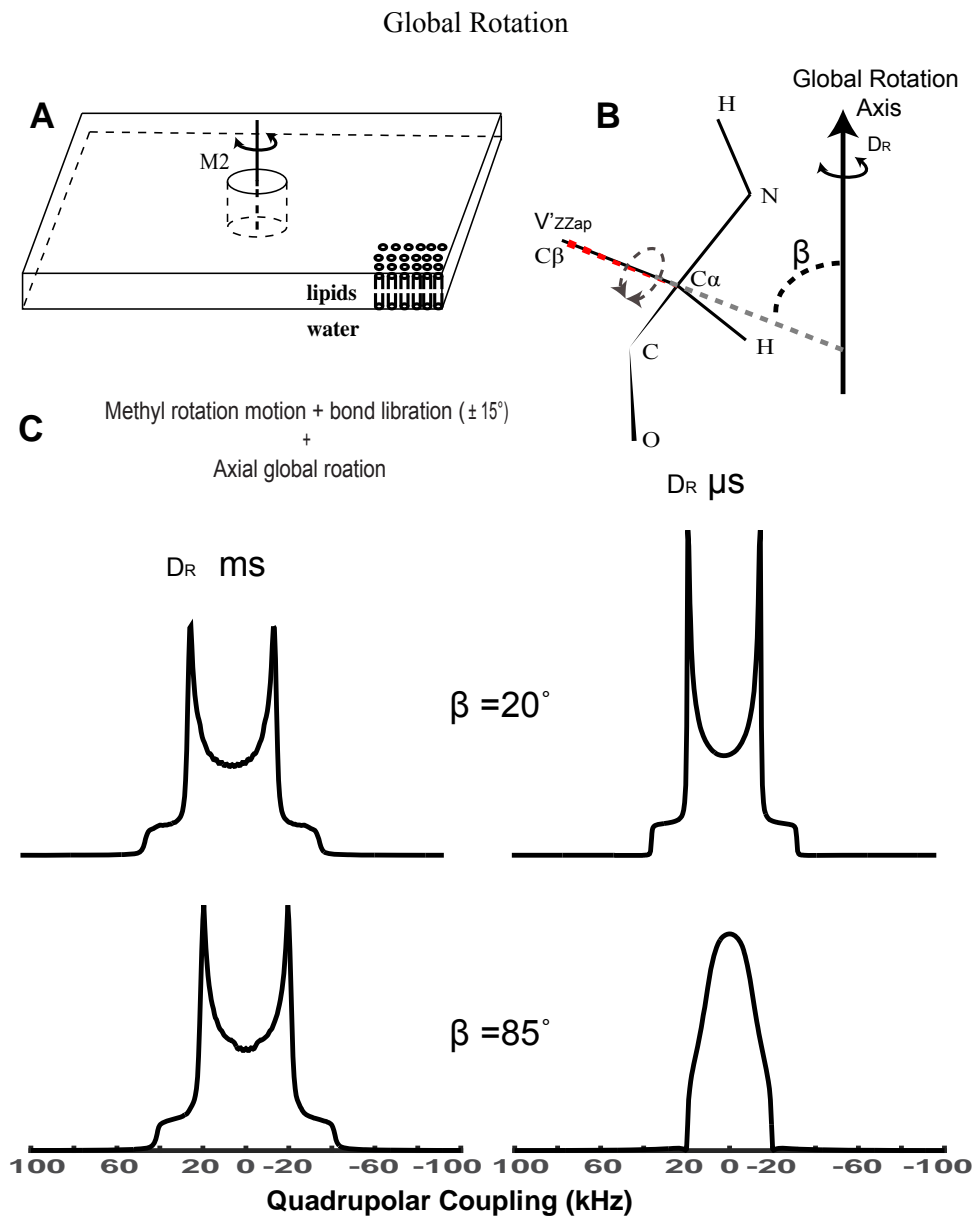 Global Rotation
A
M2
lipids
water
B
Global Rotation
Axis
DR
H
N
V'ZZap
Cβ
Cα
β
C
H
O
C
Methyl rotation motion + bond libration ( ± 15°)
+
Axial global roation
DR ms
DR µs
β =20°
β =85°
100 60 20 0 -20 -60 -100
100 60 20 0 -20 -60 -100
Quadrupolar Coupling (kHz)